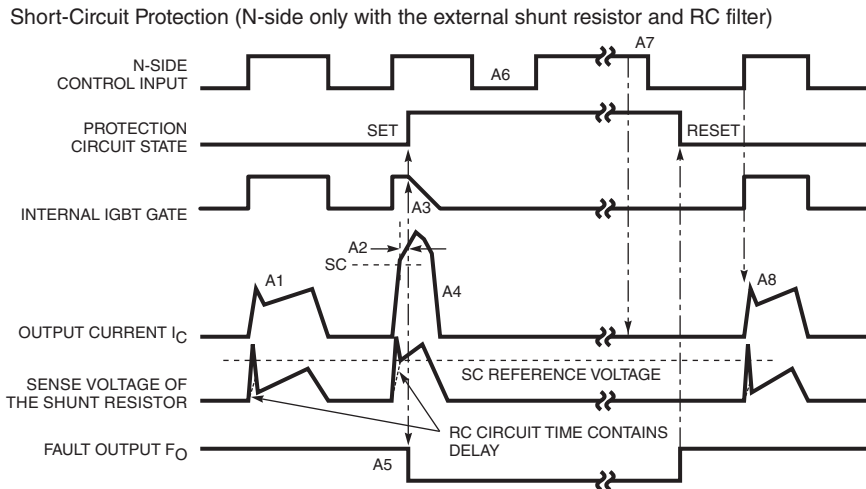 Short-Circuit Protection (N-side only with the external shunt resistor and RC filter)
A7
N-SIDE
CONTROL INPUT
A6
PROTECTION
CIRCUIT STATE
SET
RESET
INTERNAL IGBT GATE
A3
A2
SC
A1
A4
A8
OUTPUT CURRENT IC
SC REFERENCE VOLTAGE
SENSE VOLTAGE OF
THE SHUNT RESISTOR
RC CIRCUIT TIME CONTAINS
DELAY
FAULT OUTPUT FO
A5